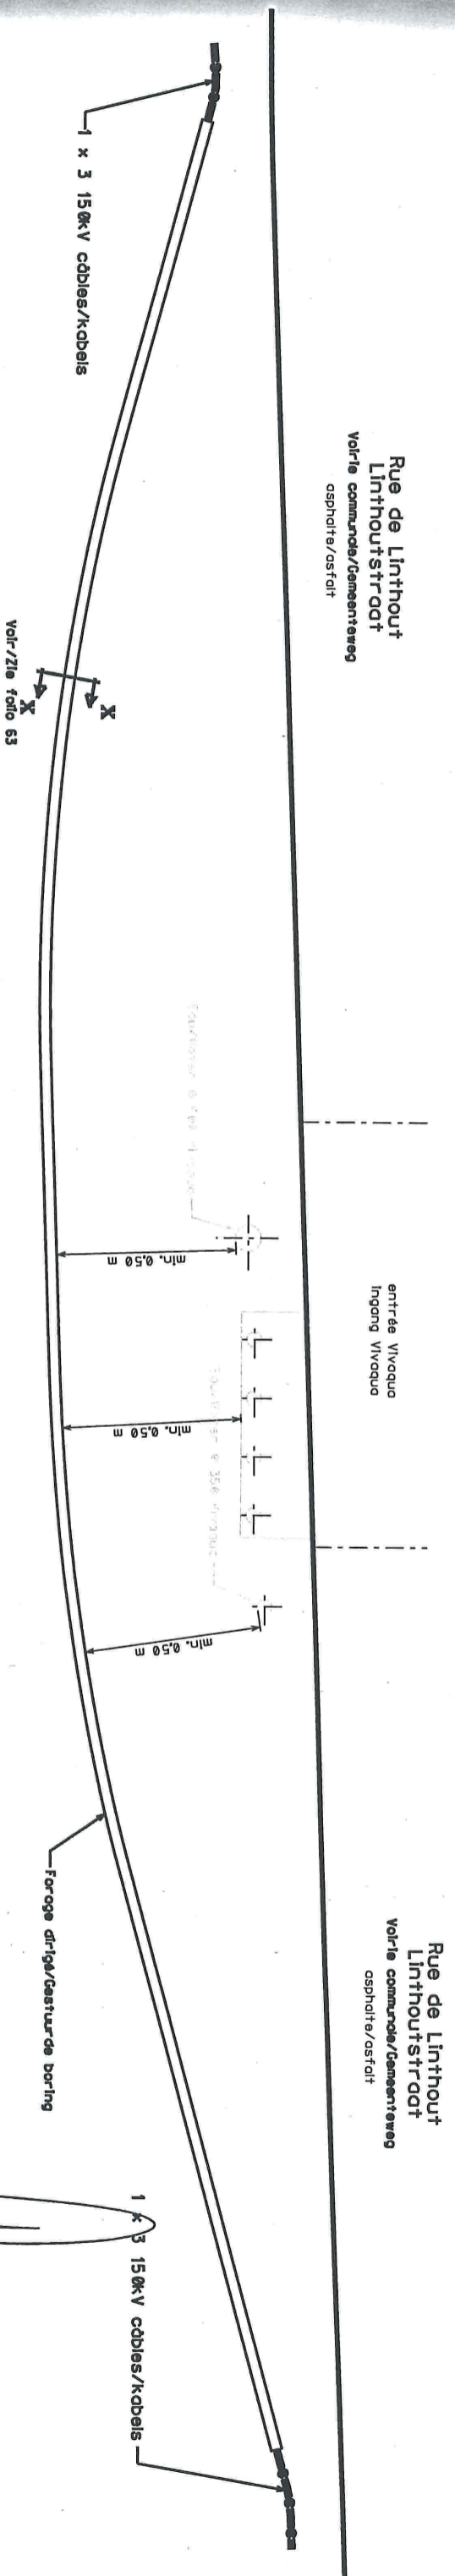 Rue de Linthout
Linthoutstraat
Voirie communale/Gemeenteweg
asphalte/asfalt
entrée Vivaqua
Ingang Vivaqua
Rue de Linthout
Linthoutstraat
Voirie communale/Gemeenteweg
asphalte/asfalt
1 x 3 150kV câbles/kabels
X
X
Voir/Zie folio 63
min. 0,50 m
min. 0,50 m
min. 0,50 m
Forage dirigé/Gestuurde boring
1 x 3 150kV câbles/kabels